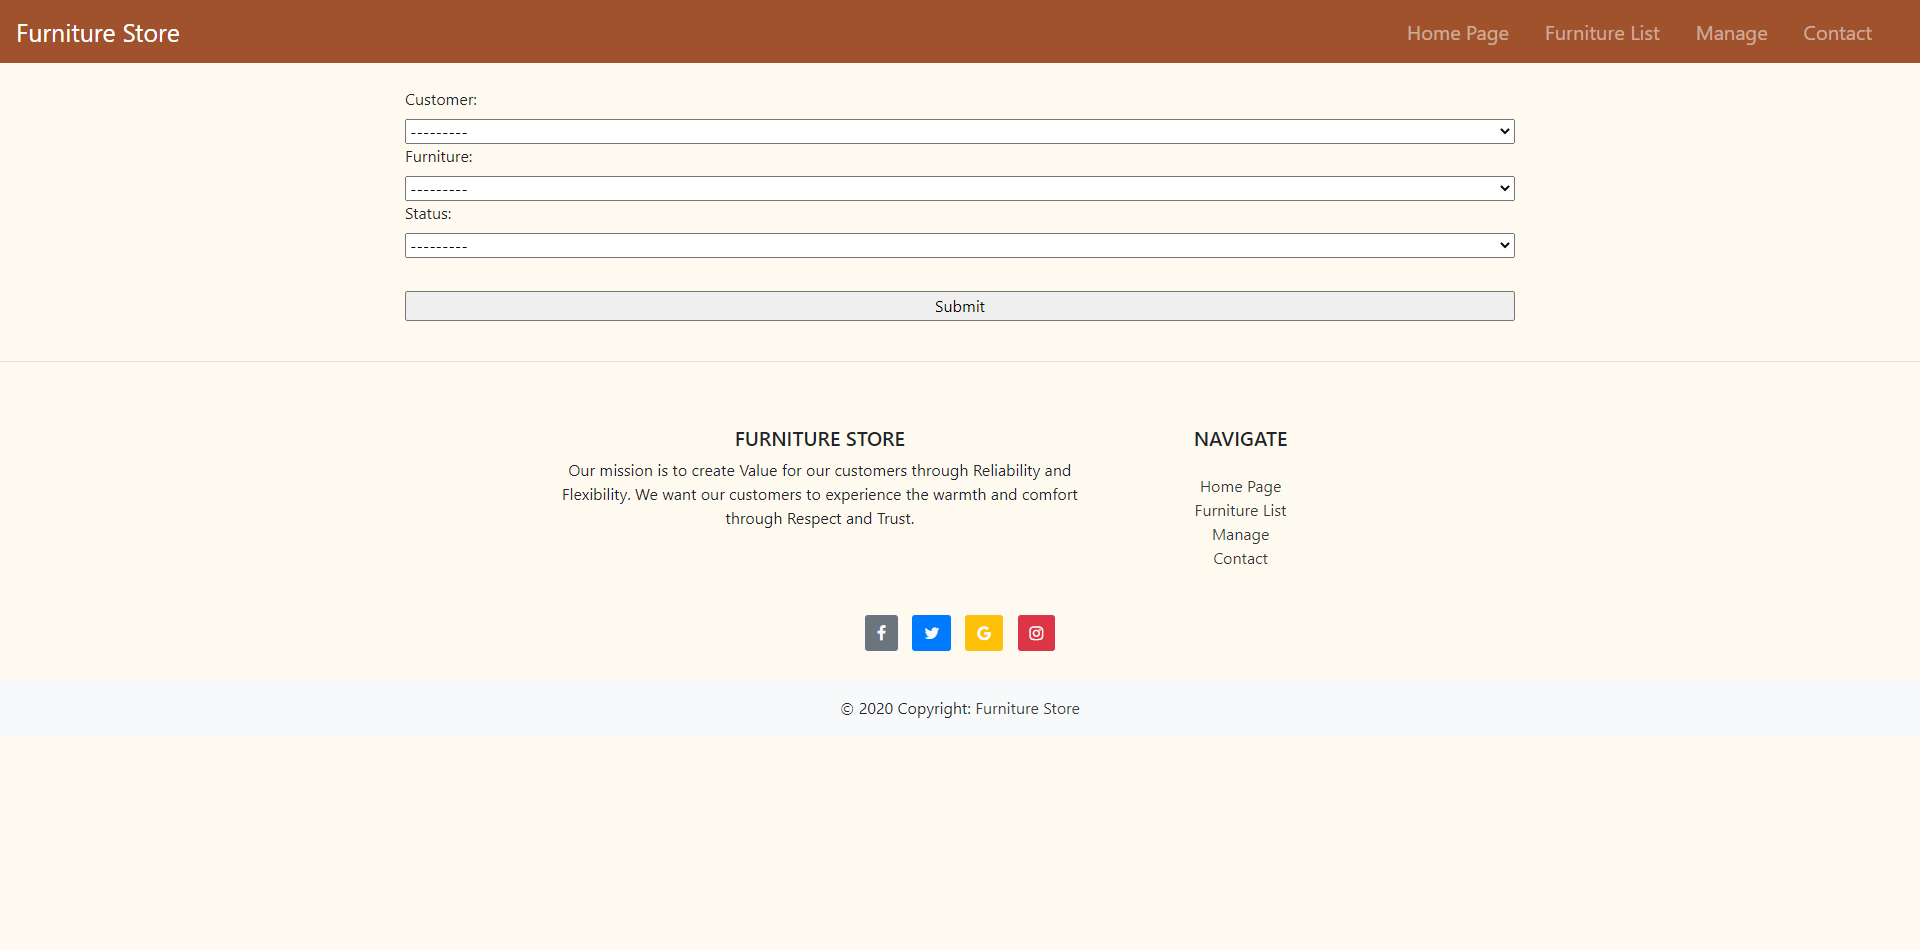 Furniture Store
Home Page
Furniture List
Manage
Contact
Customer:
---------
Furniture:
---------
Status:
---------
Submit
FURNITURE STORE
Our mission is to create Value for our customers through Reliability and
Flexibility. We want our customers to experience the warmth and comfort
through Respect and Trust.
NAVIGATE
Home Page
Furniture List
Manage
Contact
© 2020 Copyright: Furniture Store